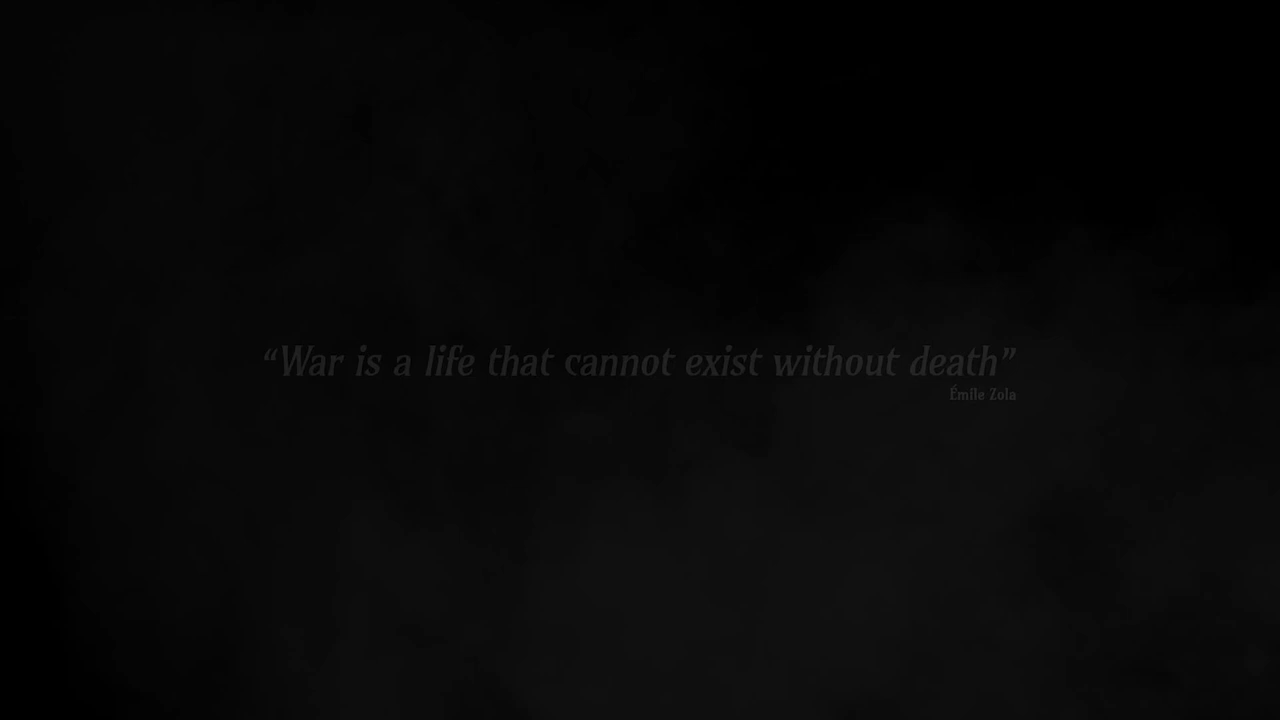 “War is a life that cannot exist without death”
Émile Zola